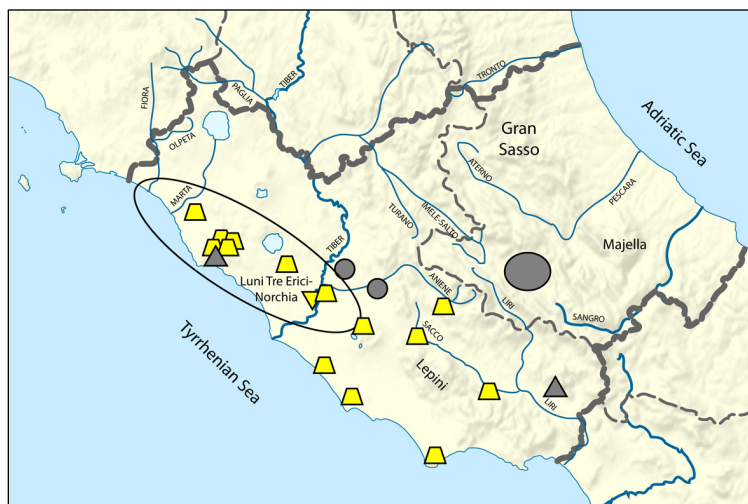 TRONTO
TIBER
PAGLIA
FIORA
Adriatic Sea
Gran
Sasso
OLPETA
ATERNO
MARTA
PESCARA
IMELE-SALTO
TURANO
TIBER
Majella
Luni Tre Erici-
Norchia
ANIENE
LIRI
SANGRO
SACCO
Tyrrhenian Sea
Lepini
LIRI